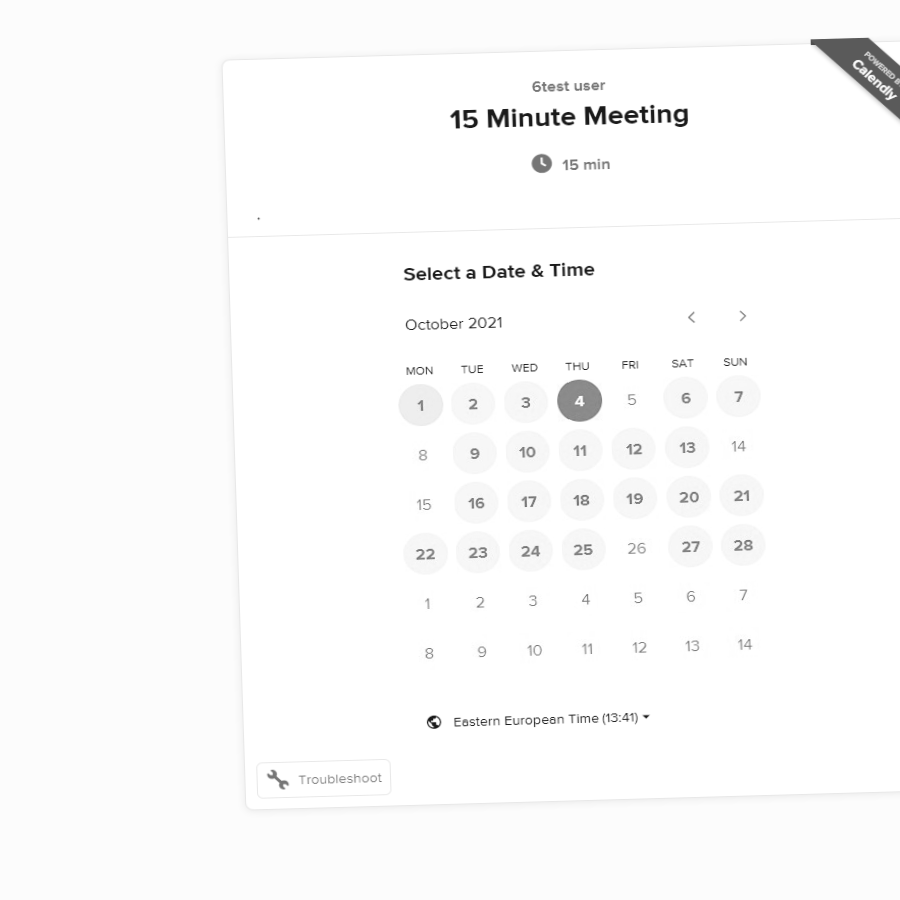 POWERED
Calendly
6test user
15 Minute Meeting
15 min
.
Select a Date & Time
October 2021
MON TUE WED THU FRI SAT SUN
1 2 3 4 5 6 7
8 9 10 11 12 13 14
15 16 17 18 19 20 21
22 23 24 25 26 27 28
1 2 3 4 5 6 7
8 9 10 11 12 13 14
Eastern European Time (13:41)
Troubleshoot